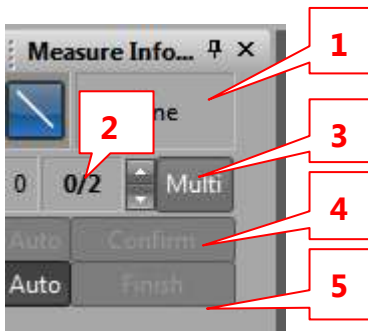 Measure Info...
1
2
ne
3
0 0/2 Multi
4
Auto Confirm
Auto Finish
5